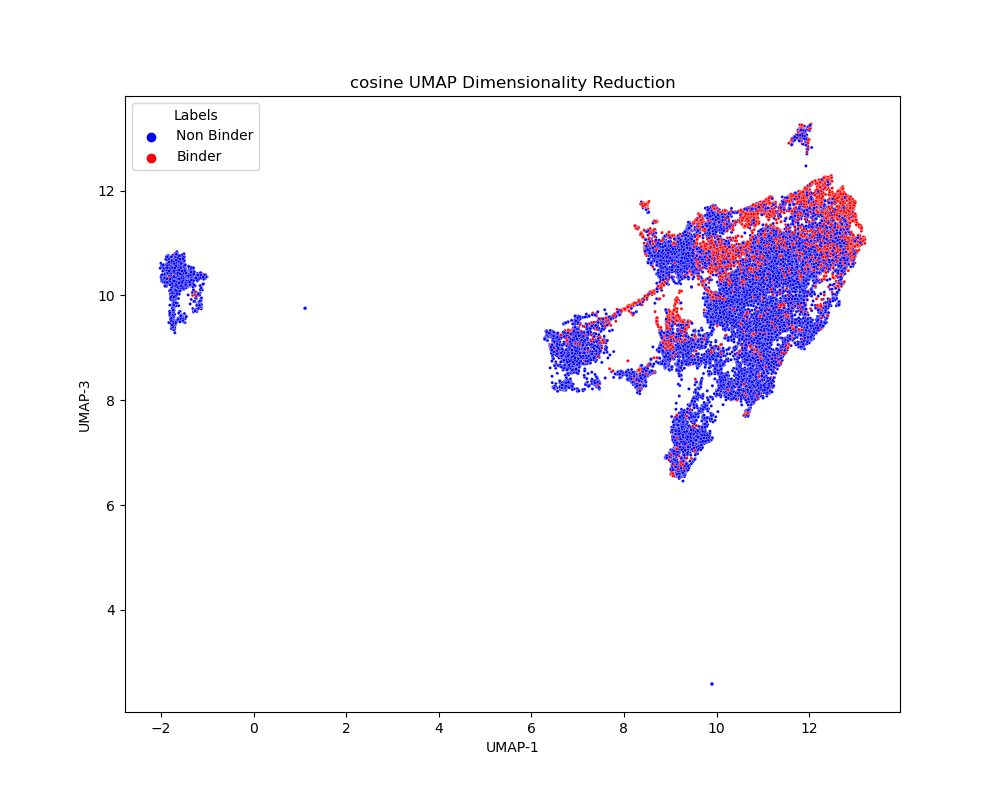 cosine UMAP Dimensionality Reduction
Labels
Non Binder
Binder
12
10
8
6
4
UMAP-3
−2
0
2
4
6
8
10
12
UMAP-1